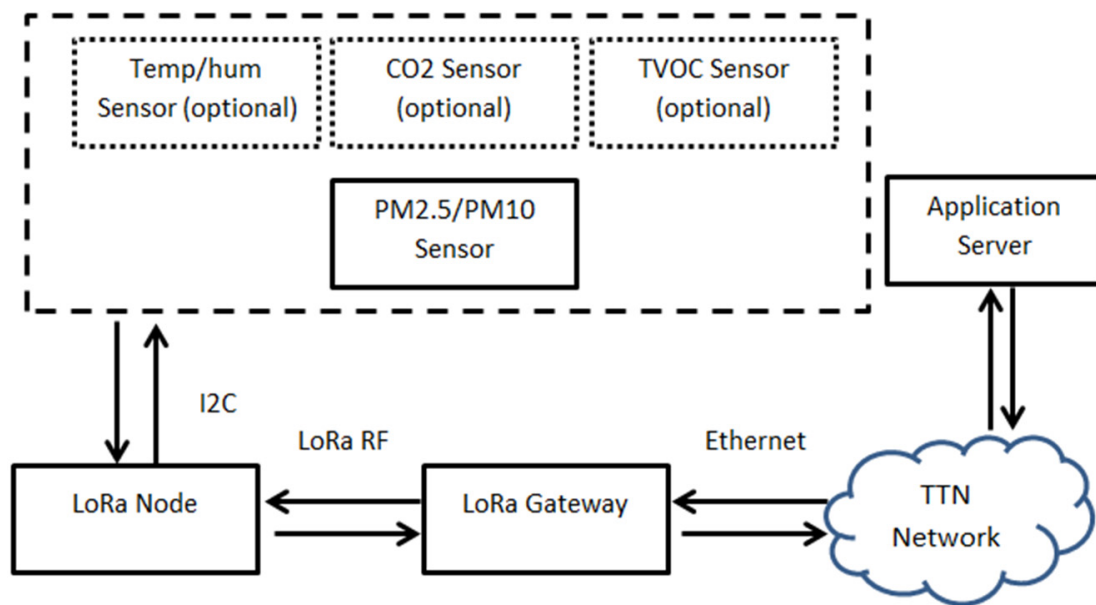 Temp/hum
Sensor (optional)
CO2 Sensor
(optional)
TVOC Sensor
(optional)
PM2.5/PM10
Sensor
Application
Server
I2C
LoRa RF
Ethernet
LoRa Node
LoRa Gateway
TTN
Network